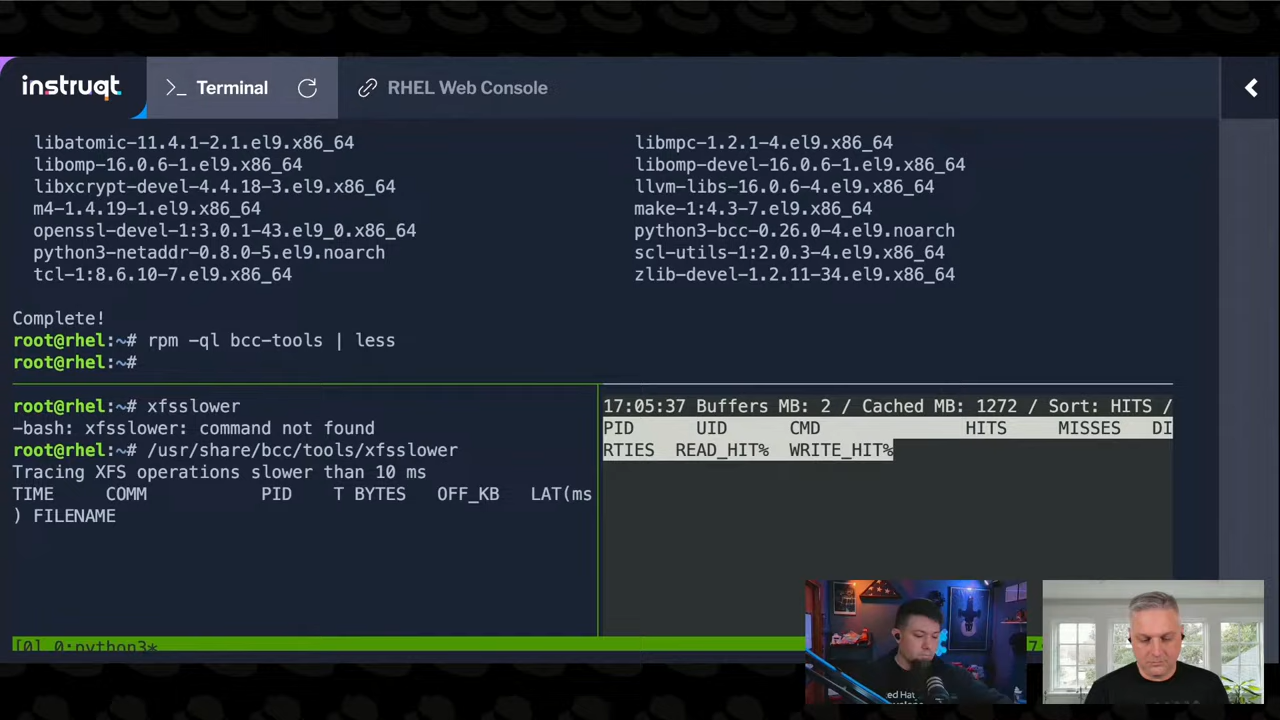 instruqt
>_ Terminal
RHEL Web Console
libatomic-11.4.1-2.1.el9.x86_64 libmpc-1.2.1-4.el9.x86_64
libomp-16.0.6-1.el9.x86_64 libomp-devel-16.0.6-1.el9.x86_64
libxcrypt-devel-4.4.18-3.el9.x86_64 llvm-libs-16.0.6-4.el9.x86_64
m4-1.4.19-1.el9.x86_64 make-1:4.3-7.el9.x86_64
openssl-devel-1:3.0.1-43.el9_0.x86_64 python3-bcc-0.26.0-4.el9.noarch
python3-netaddr-0.8.0-5.el9.noarch scl-utils-1:2.0.3-4.el9.x86_64
tcl-1:8.6.10-7.el9.x86_64 zlib-devel-1.2.11-34.el9.x86_64
Complete!
root@rhel:~# rpm -ql bcc-tools | less
root@rhel:~#
root@rhel:~# xfsslower
-bash: xfsslower: command not found
root@rhel:~# /usr/share/bcc/tools/xfsslower
Tracing XFS operations slower than 10 ms
TIME COMM PID T BYTES OFF_KB LAT(ms
) FILENAME
17:05:37 Buffers MB: 2 / Cached MB: 1272 / Sort: HITS /
PID UID CMD HITS MISSES DI
RTIES READ_HIT% WRITE_HIT%
[0] 0:python3*